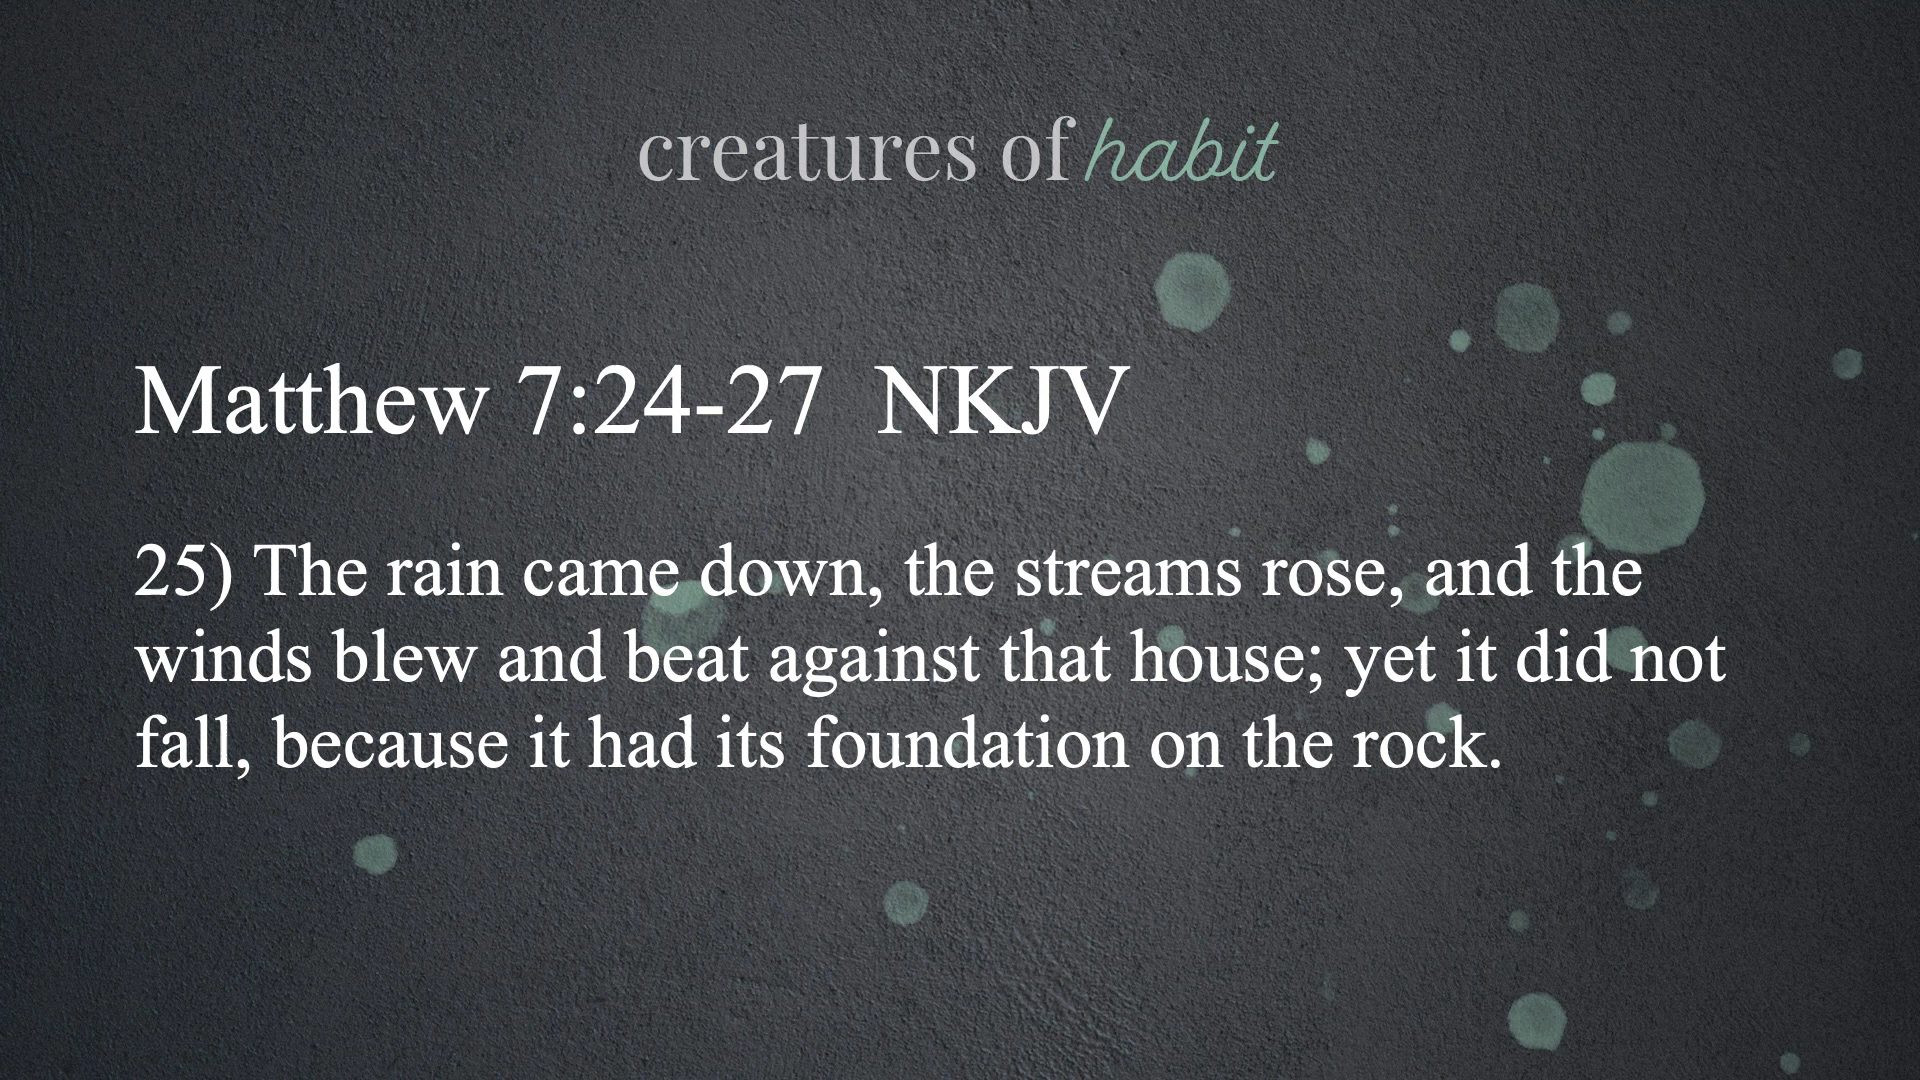 creatures of habit
Matthew 7:24-27 NKJV
25) The rain came down, the streams rose, and the
winds blew and beat against that house; yet it did not
fall, because it had its foundation on the rock.